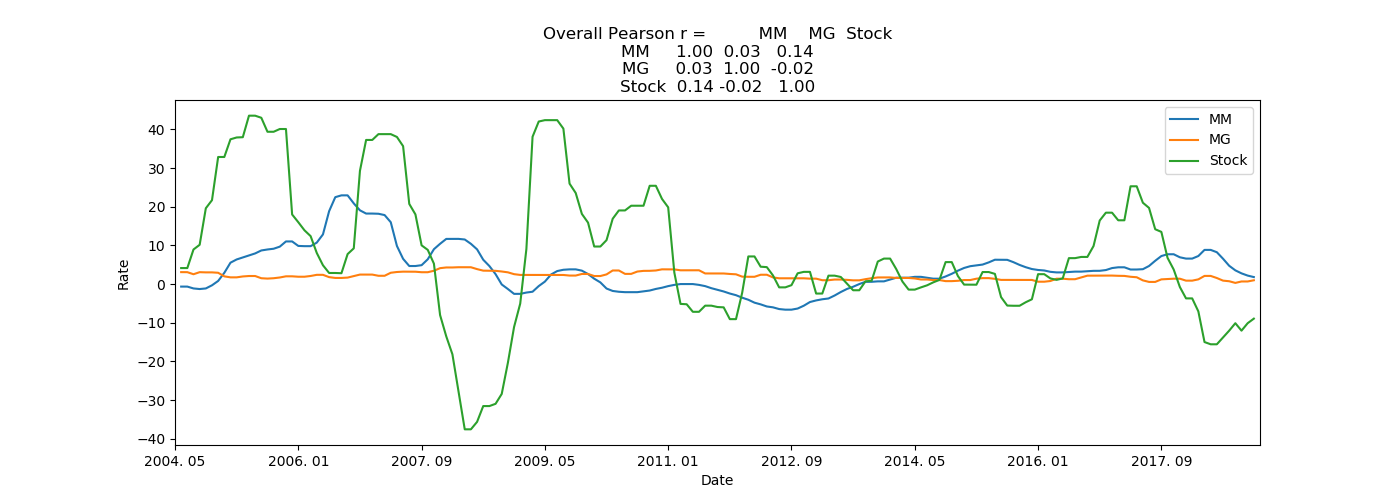 Overall Pearson r =          MM    MG  Stock
MM     1.00  0.03   0.14
MG     0.03  1.00  -0.02
Stock  0.14 -0.02   1.00
MM
MG
Stock
40
30
20
10
0
−10
−20
−30
−40
Rate
2004. 05 2006. 01 2007. 09 2009. 05 2011. 01 2012. 09 2014. 05 2016. 01 2017. 09
Date